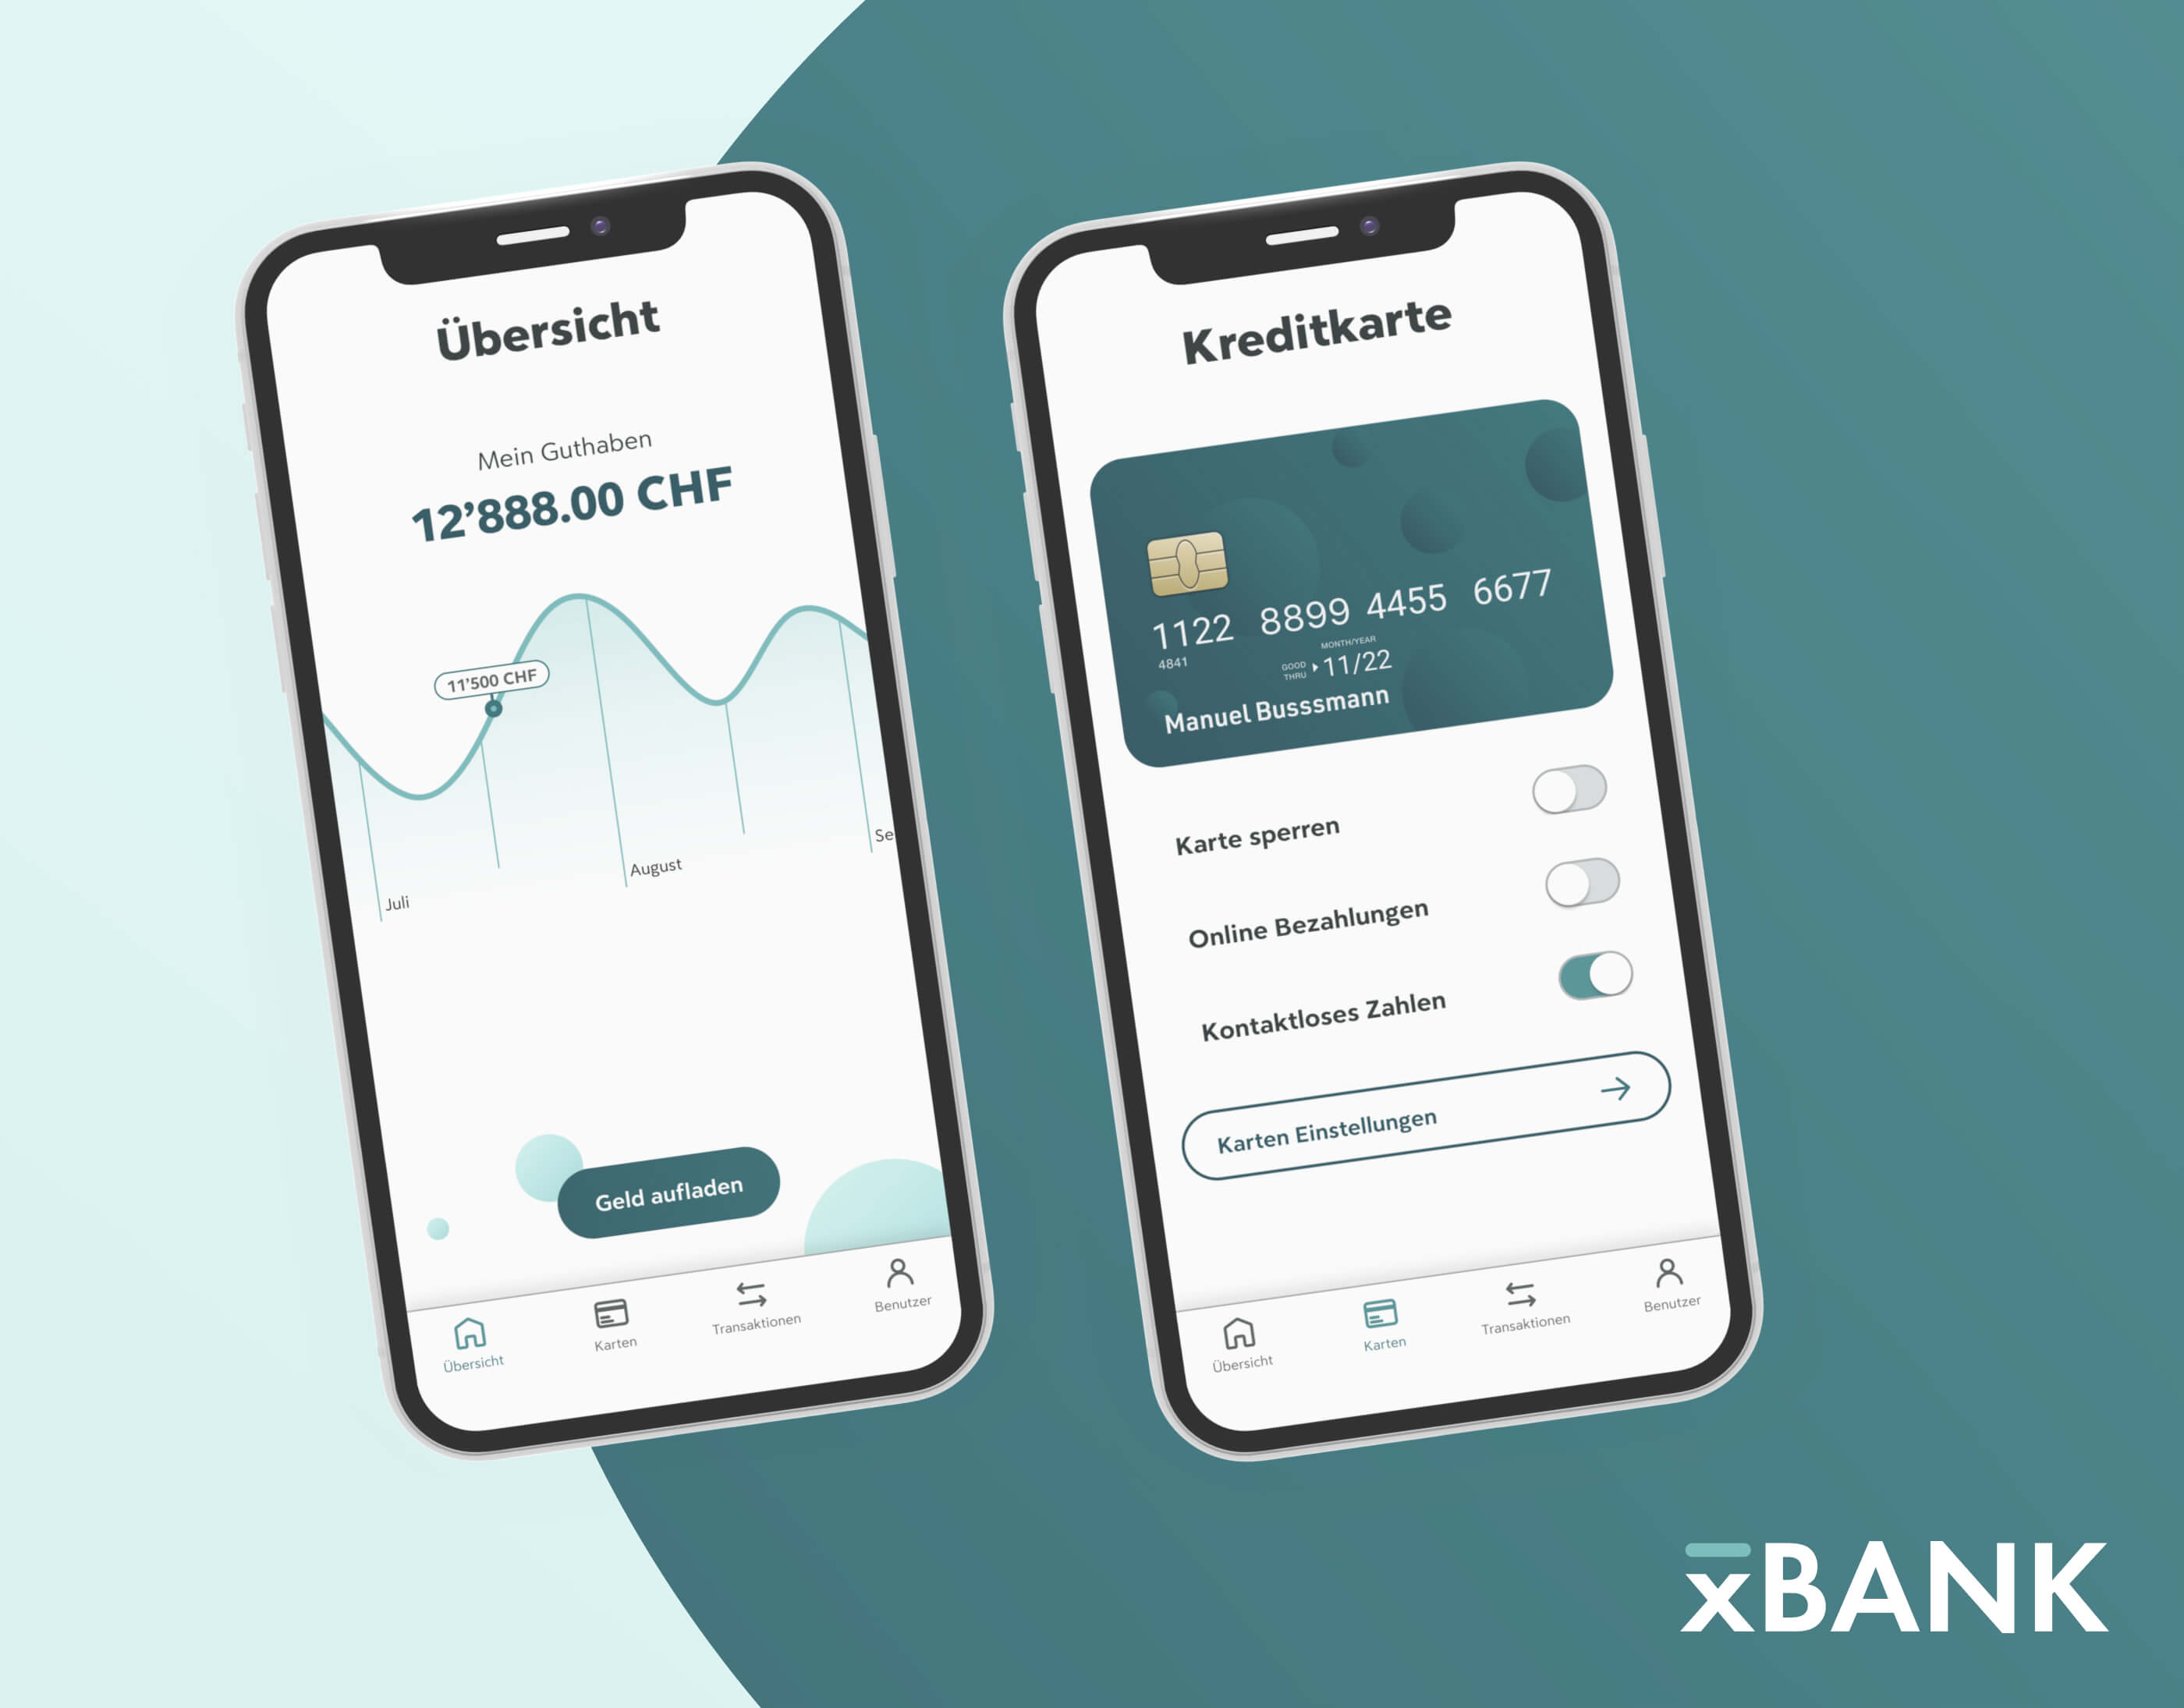 Übersicht
Mein Guthaben
12’888.00 CHF
11’500 CHF
Juli
August
Se
Geld aufladen
Übersicht
Karten
Transaktionen
Benutzer
Kreditkarte
1122 8899 4455 6677
4841
MONTH/YEAR
GOOD THRU 11/22
Manuel Busssmann
Karte sperren
Online Bezahlungen
Kontaktloses Zahlen
Karten Einstellungen
Übersicht
Karten
Transaktionen
Benutzer
x̄BANK